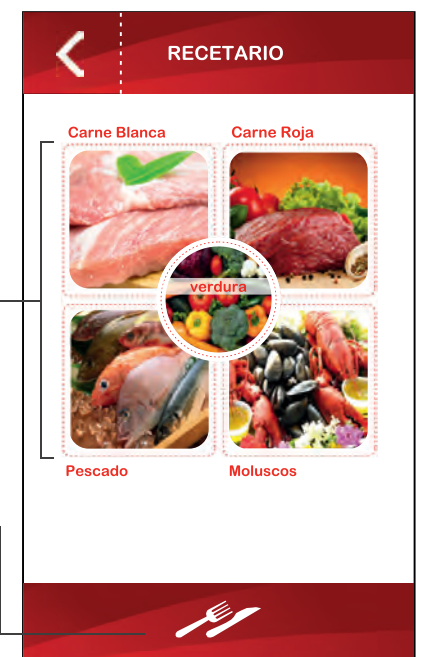 RECETARIO
Carne Blanca
Carne Roja
verdura
Pescado
Moluscos